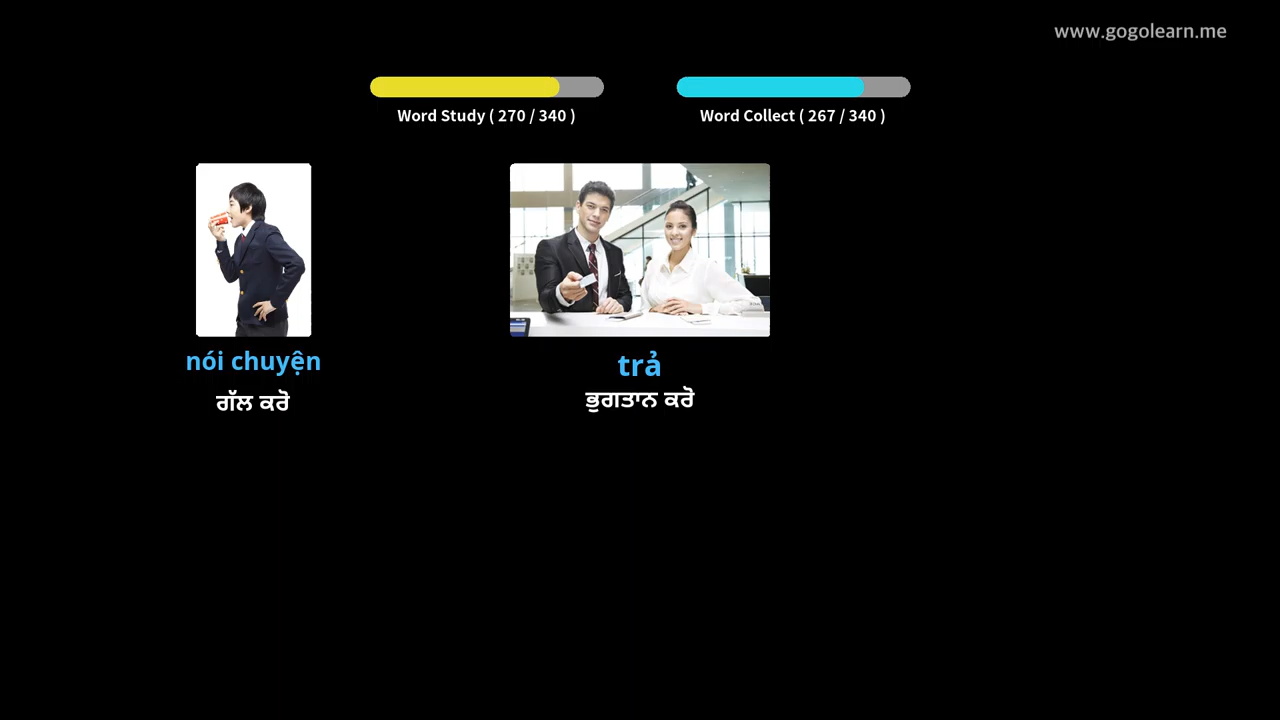 www.gogolearn.me
Word Study ( 270 / 340 )
Word Collect ( 267 / 340 )
nói chuyện
ਗੱਲ ਕਰੋ
trả
ਭੁਗਤਾਨ ਕਰੋ